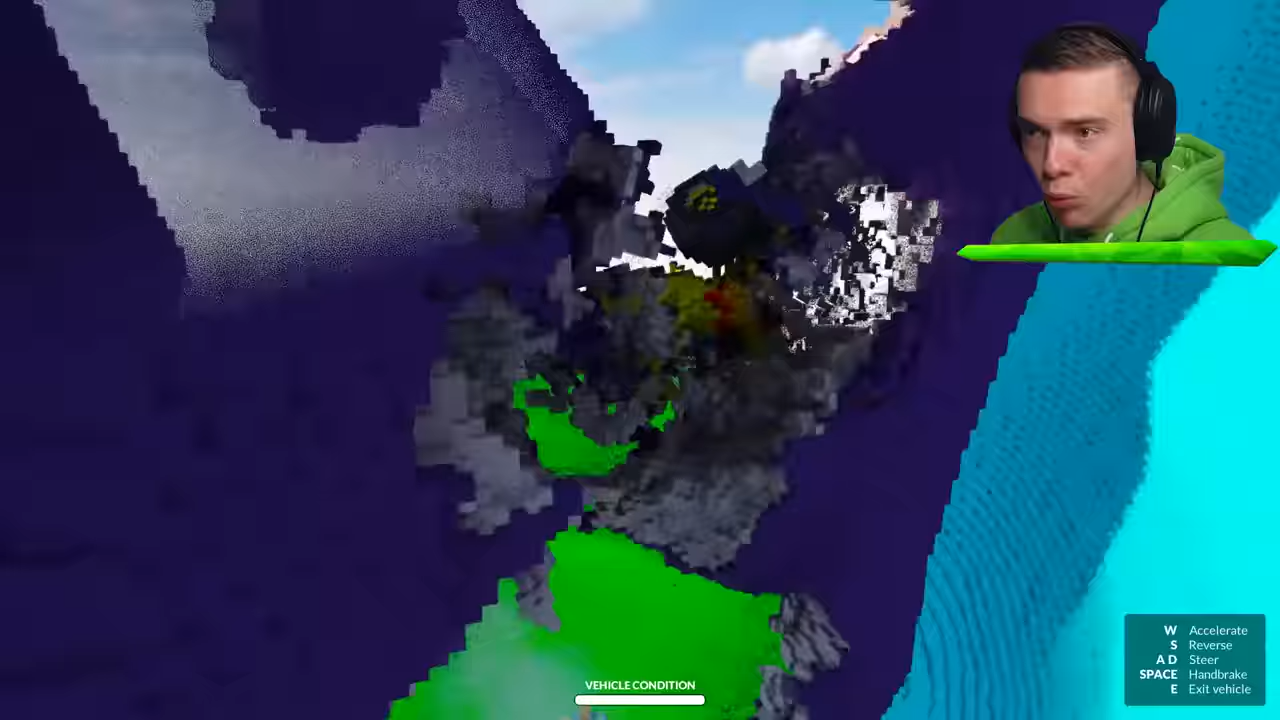 VEHICLE CONDITION
W Accelerate
S Reverse
A D Steer
SPACE Handbrake
E Exit vehicle